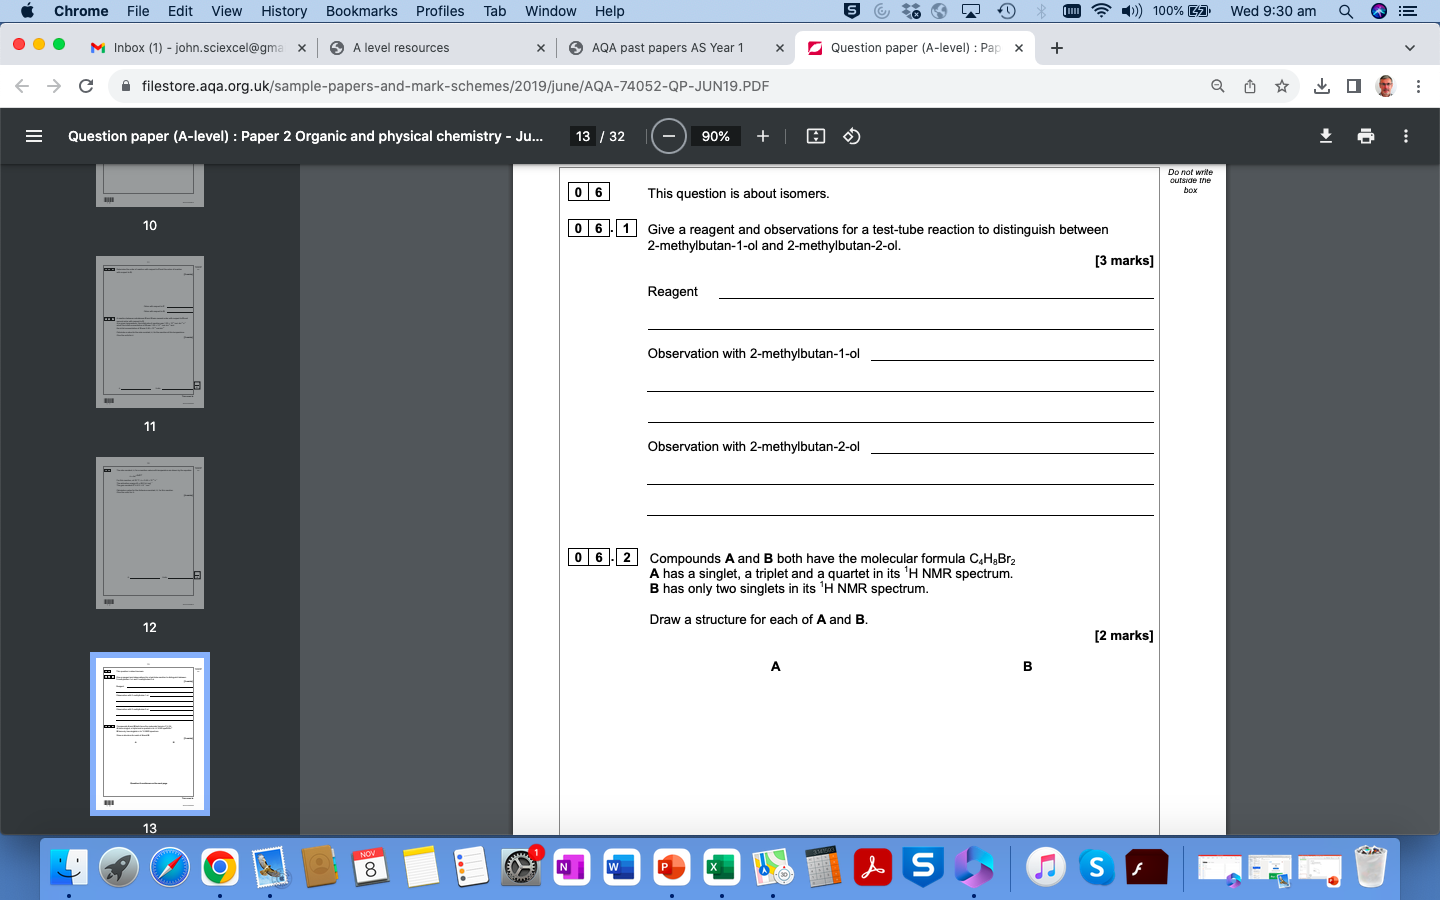 Chrome File Edit View History Bookmarks Profiles Tab Window Help
100% Wed 9:30 am
Inbox (1) - john.sciexcel@gma
A level resources
AQA past papers AS Year 1
Question paper (A-level) : Pap
filestore.aqa.org.uk/sample-papers-and-mark-schemes/2019/june/AQA-74052-QP-JUN19.PDF
Question paper (A-level) : Paper 2 Organic and physical chemistry - Ju... 13 / 32 90%
10
11
12
13
Do not write
outside the
box
0 6 This question is about isomers.
0 6 . 1 Give a reagent and observations for a test-tube reaction to distinguish between
2-methylbutan-1-ol and 2-methylbutan-2-ol.
[3 marks]
Reagent
Observation with 2-methylbutan-1-ol
Observation with 2-methylbutan-2-ol
0 6 . 2 Compounds A and B both have the molecular formula C₄H₈Br₂
A has a singlet, a triplet and a quartet in its ¹H NMR spectrum.
B has only two singlets in its ¹H NMR spectrum.
Draw a structure for each of A and B.
[2 marks]
A B
NOV
8
1